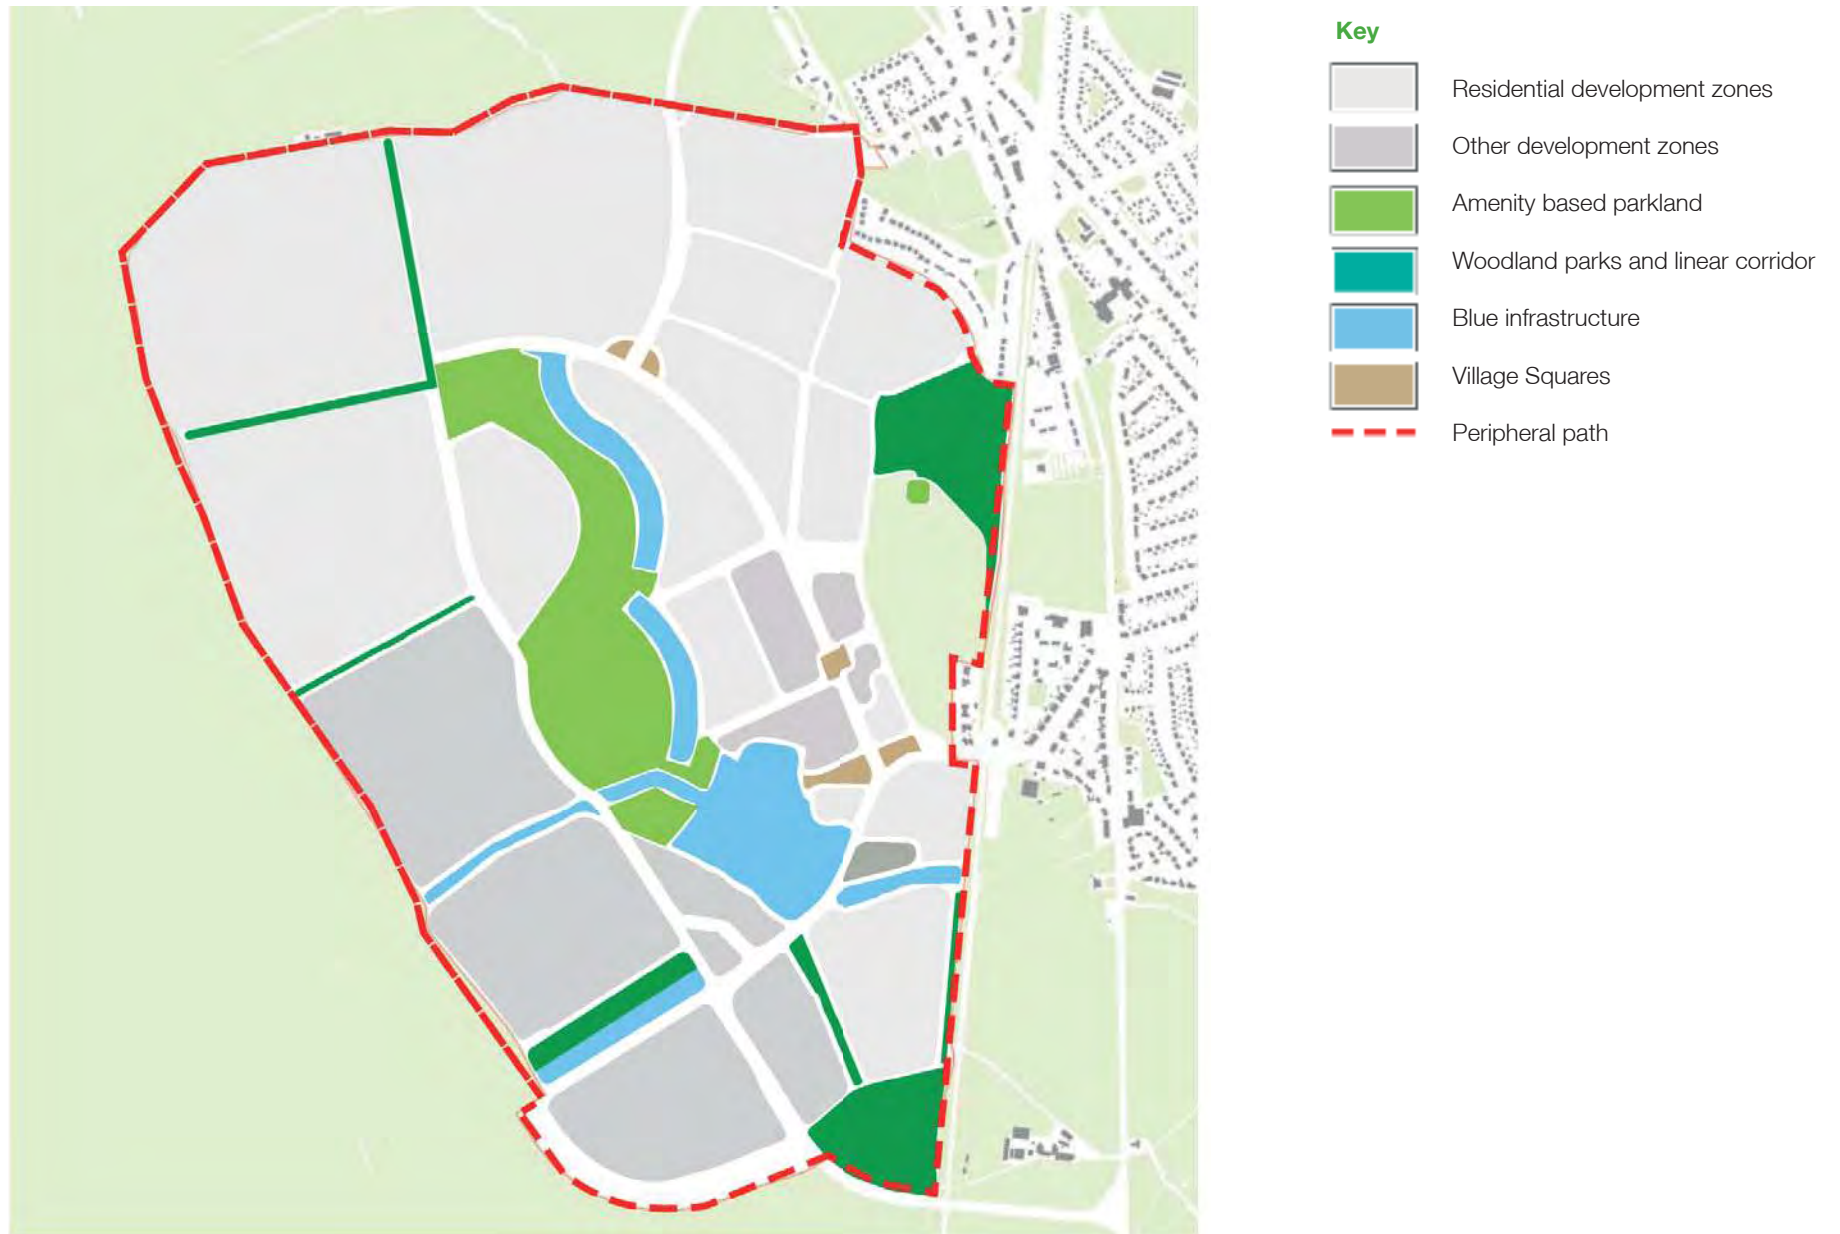 Key
Residential development zones
Other development zones
Amenity based parkland
Woodland parks and linear corridor
Blue infrastructure
Village Squares
Peripheral path